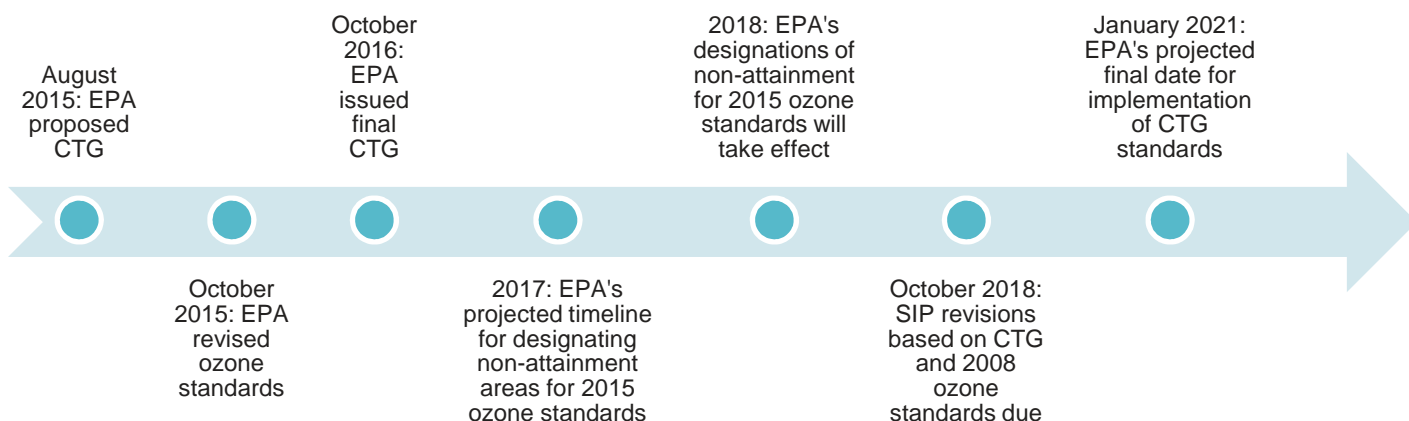 August
2015: EPA
proposed
CTG
October
2015: EPA
revised
ozone
standards
October
2016:
EPA
issued
final
CTG
2017: EPA's
projected timeline
for designating
non-attainment
areas for 2015
ozone standards
2018: EPA's
designations of
non-attainment
for 2015 ozone
standards will
take effect
October 2018:
SIP revisions
based on CTG
and 2008
ozone
standards due
January 2021:
EPA's projected
final date for
implementation
of CTG
standards